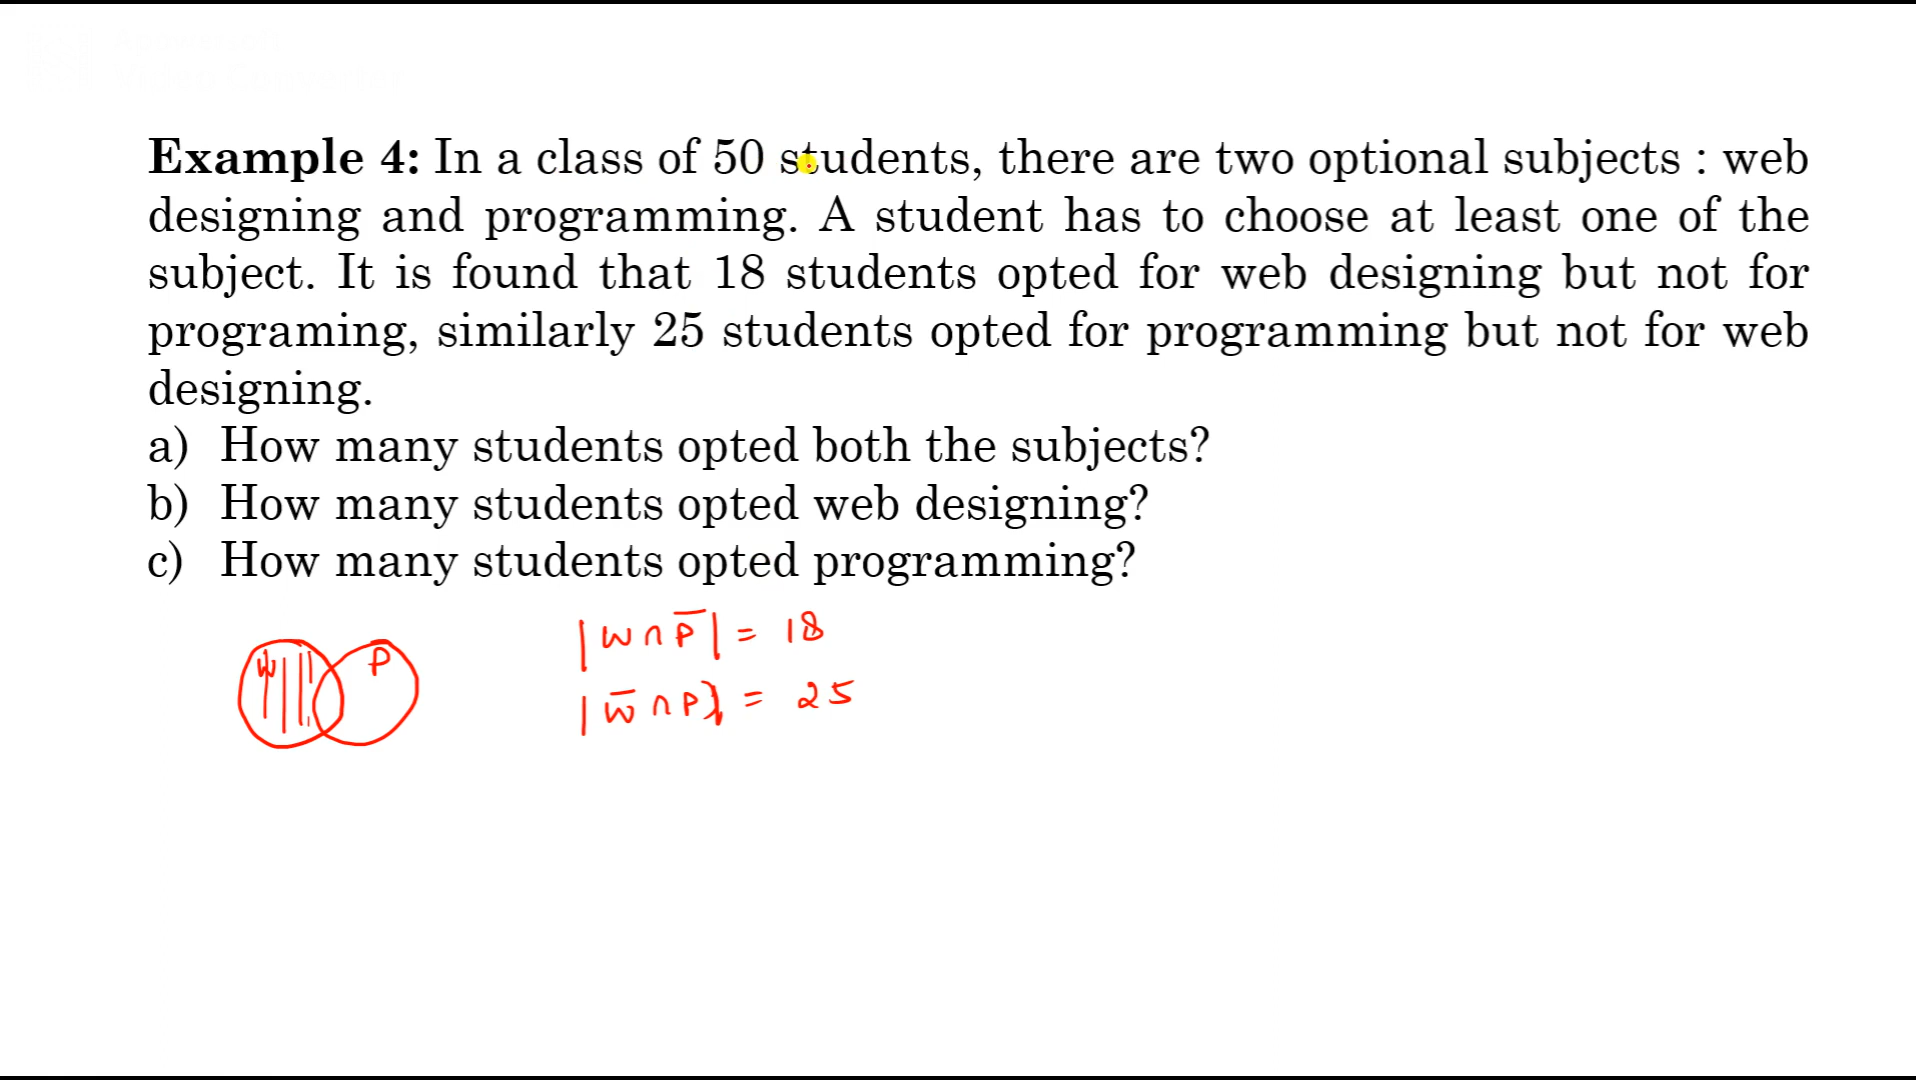 Example 4: In a class of 50 students, there are two optional subjects : web
designing and programming. A student has to choose at least one of the
subject. It is found that 18 students opted for web designing but not for
programing, similarly 25 students opted for programming but not for web
designing.
a) How many students opted both the subjects?
b) How many students opted web designing?
c) How many students opted programming?
|W ∩ P̅| = 18
W P
|W̅ ∩ P| = 25